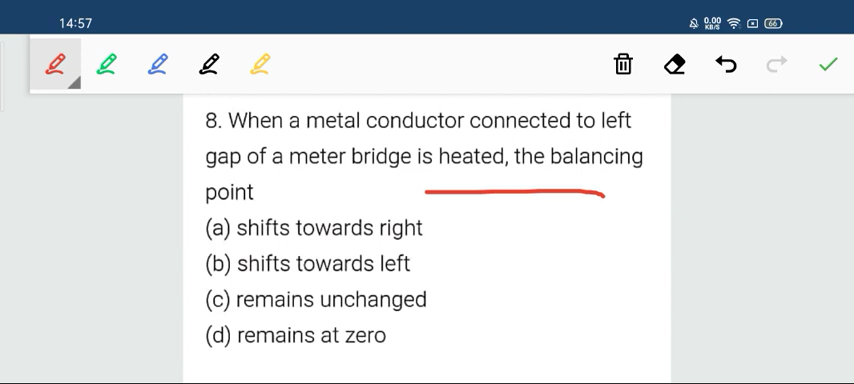 14:57
0.00
KB/S
66
8. When a metal conductor connected to left
gap of a meter bridge is heated, the balancing
point
(a) shifts towards right
(b) shifts towards left
(c) remains unchanged
(d) remains at zero